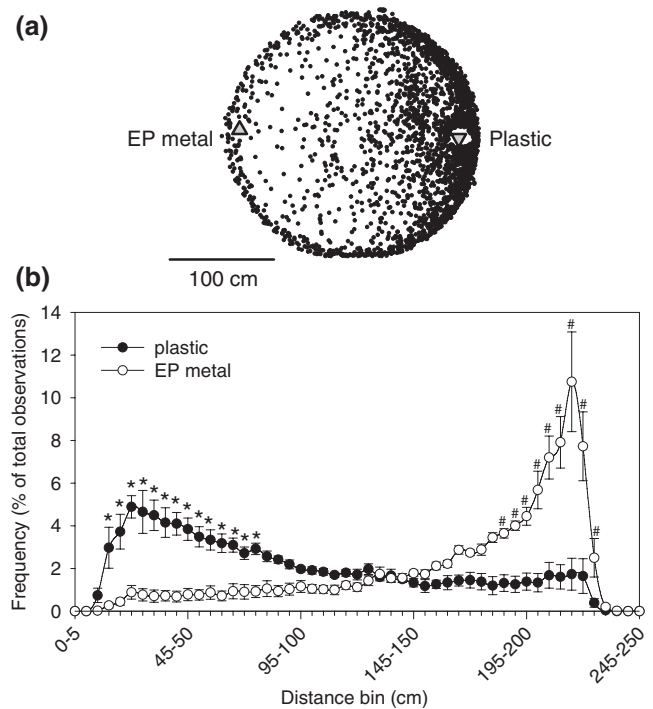 (a)
EP metal
Plastic
100 cm
(b)
14
12
10
8
6
4
2
0
Frequency (% of total observations)
plastic
EP metal
* * * * * * * * * * * * * *
# # # # # # # # #
0-5
45-50
95-100
145-150
195-200
245-250
Distance bin (cm)